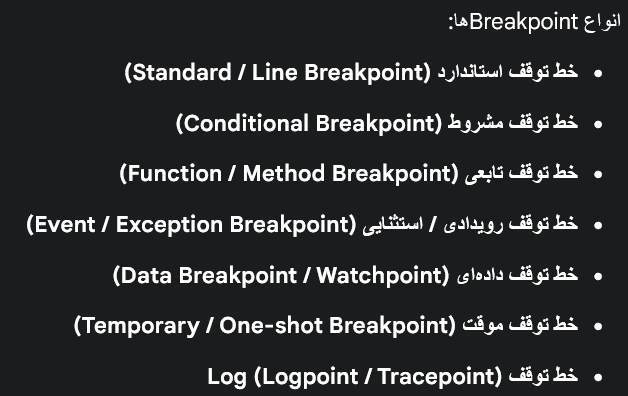 انواع Breakpointها:
• خط توقف استاندارد (Standard / Line Breakpoint)
• خط توقف مشروط (Conditional Breakpoint)
• خط توقف تابعی (Function / Method Breakpoint)
• خط توقف رویدادی / استثنایی (Event / Exception Breakpoint)
• خط توقف داده‌ای (Data Breakpoint / Watchpoint)
• خط توقف موقت (Temporary / One-shot Breakpoint)
• خط توقف Log (Logpoint / Tracepoint)